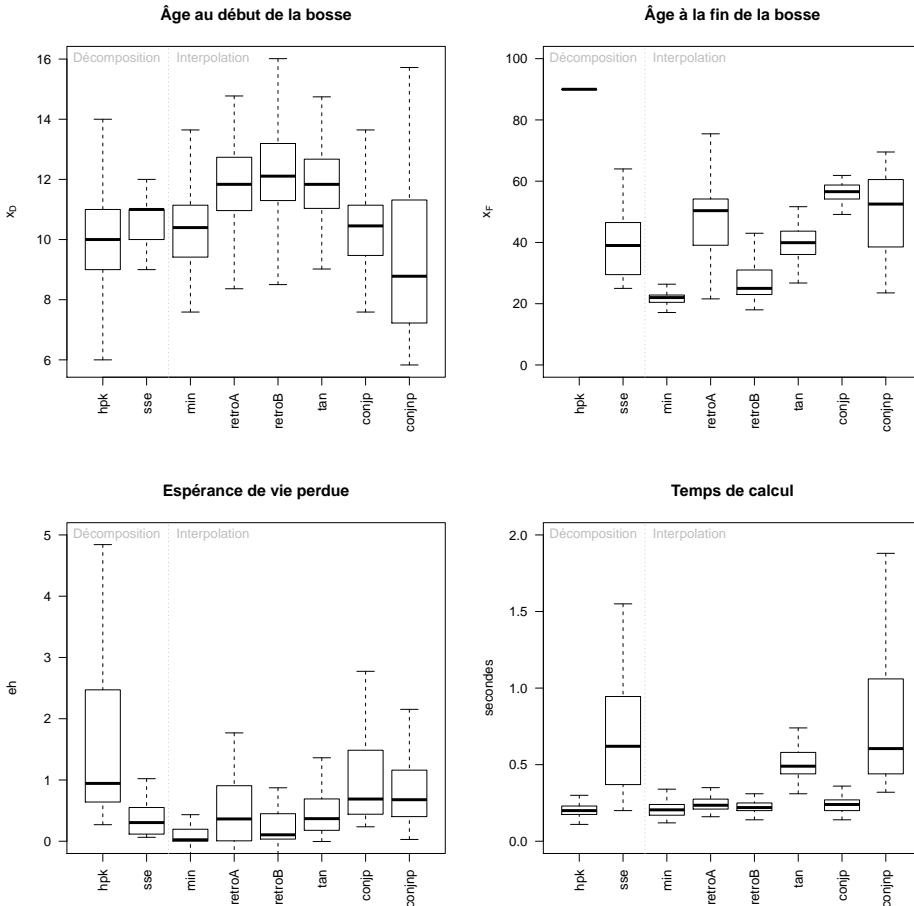 Âge au début de la bosse
Décomposition Interpolation
16
14
12
10
8
6
x_D
hpk sse min retroA retroB tan conjp conjnp
Âge à la fin de la bosse
Décomposition Interpolation
100
80
60
40
20
0
x_F
hpk sse min retroA retroB tan conjp conjnp
Espérance de vie perdue
Décomposition Interpolation
5
4
3
2
1
0
eh
hpk sse min retroA retroB tan conjp conjnp
Temps de calcul
Décomposition Interpolation
2.0
1.5
1.0
0.5
0.0
secondes
hpk sse min retroA retroB tan conjp conjnp